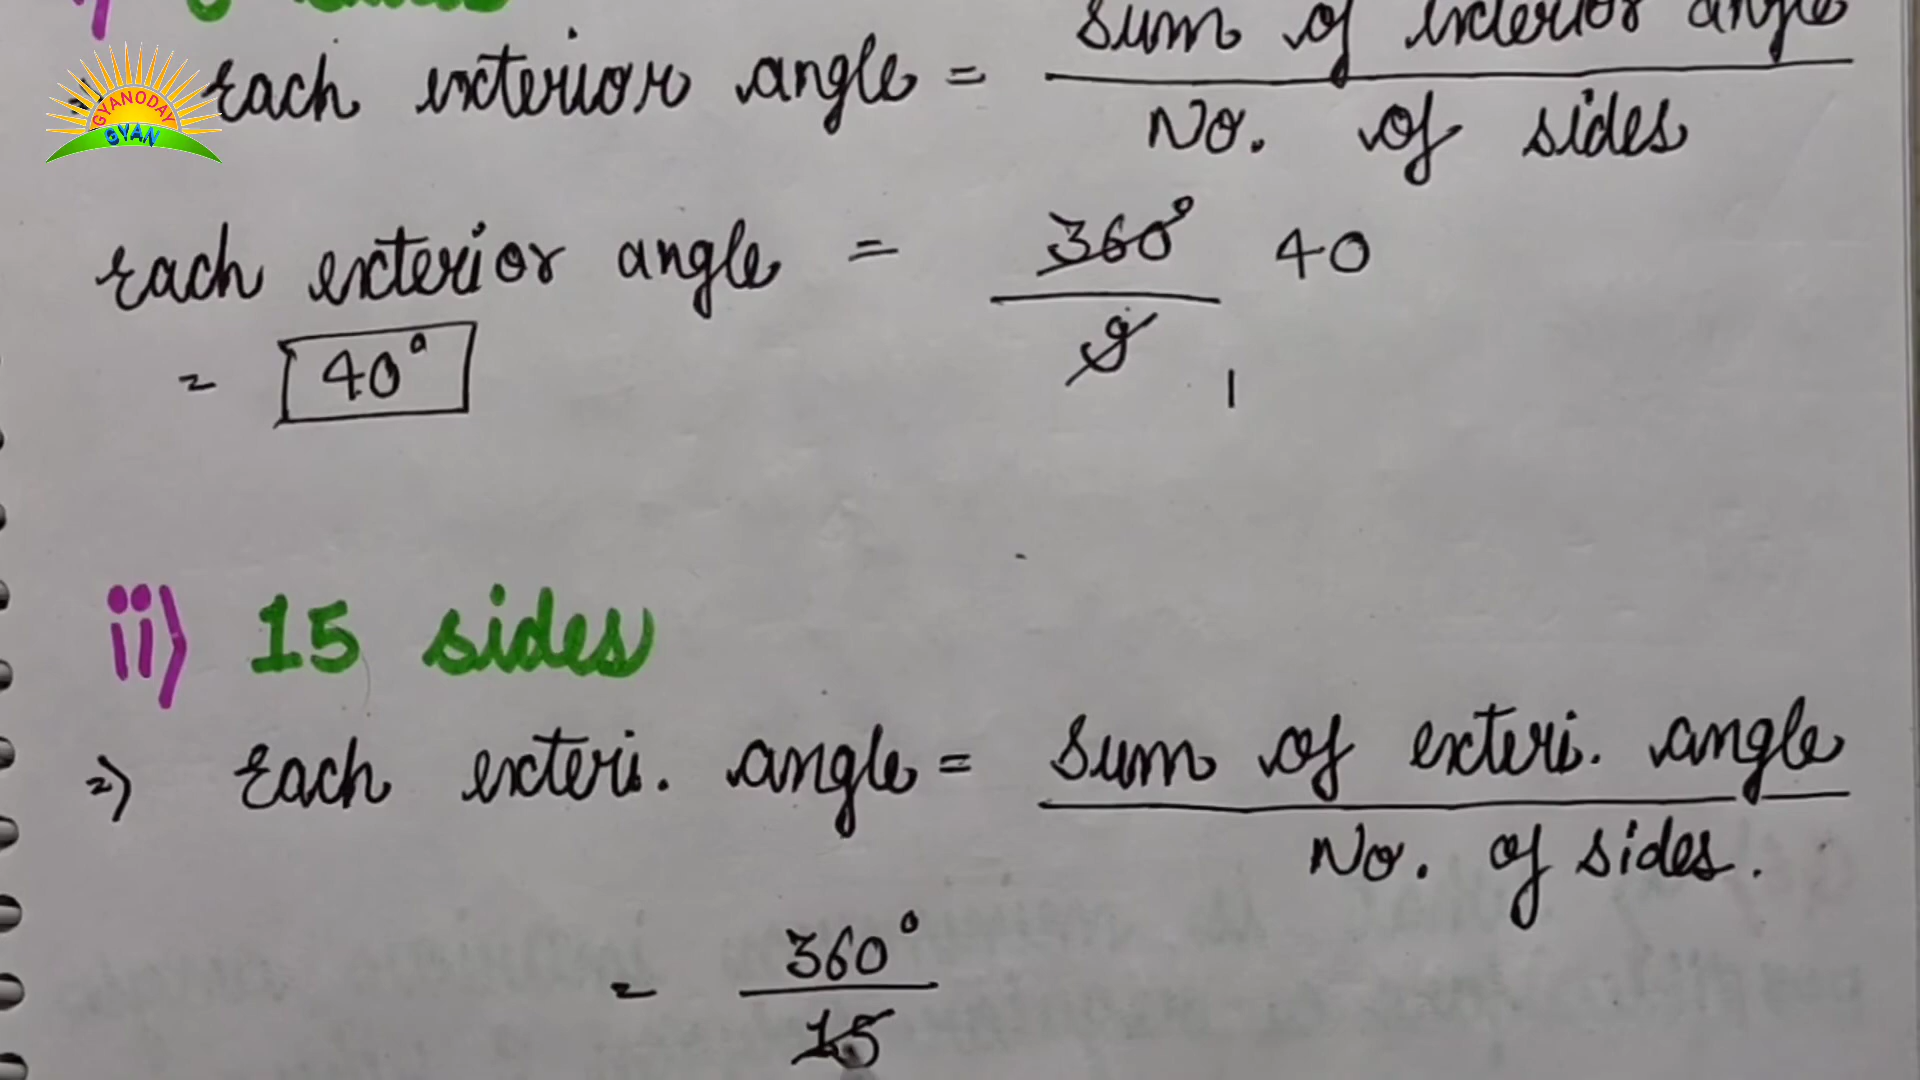 GYANODAY
GYAN
Each exterior angle = sum of exterior angle
No. of sides
Each exterior angle = 360° 40
9 1
= 40°
ii) 15 sides
=> Each exteri. angle = Sum of exteri. angle
No. of sides.
= 360°
15